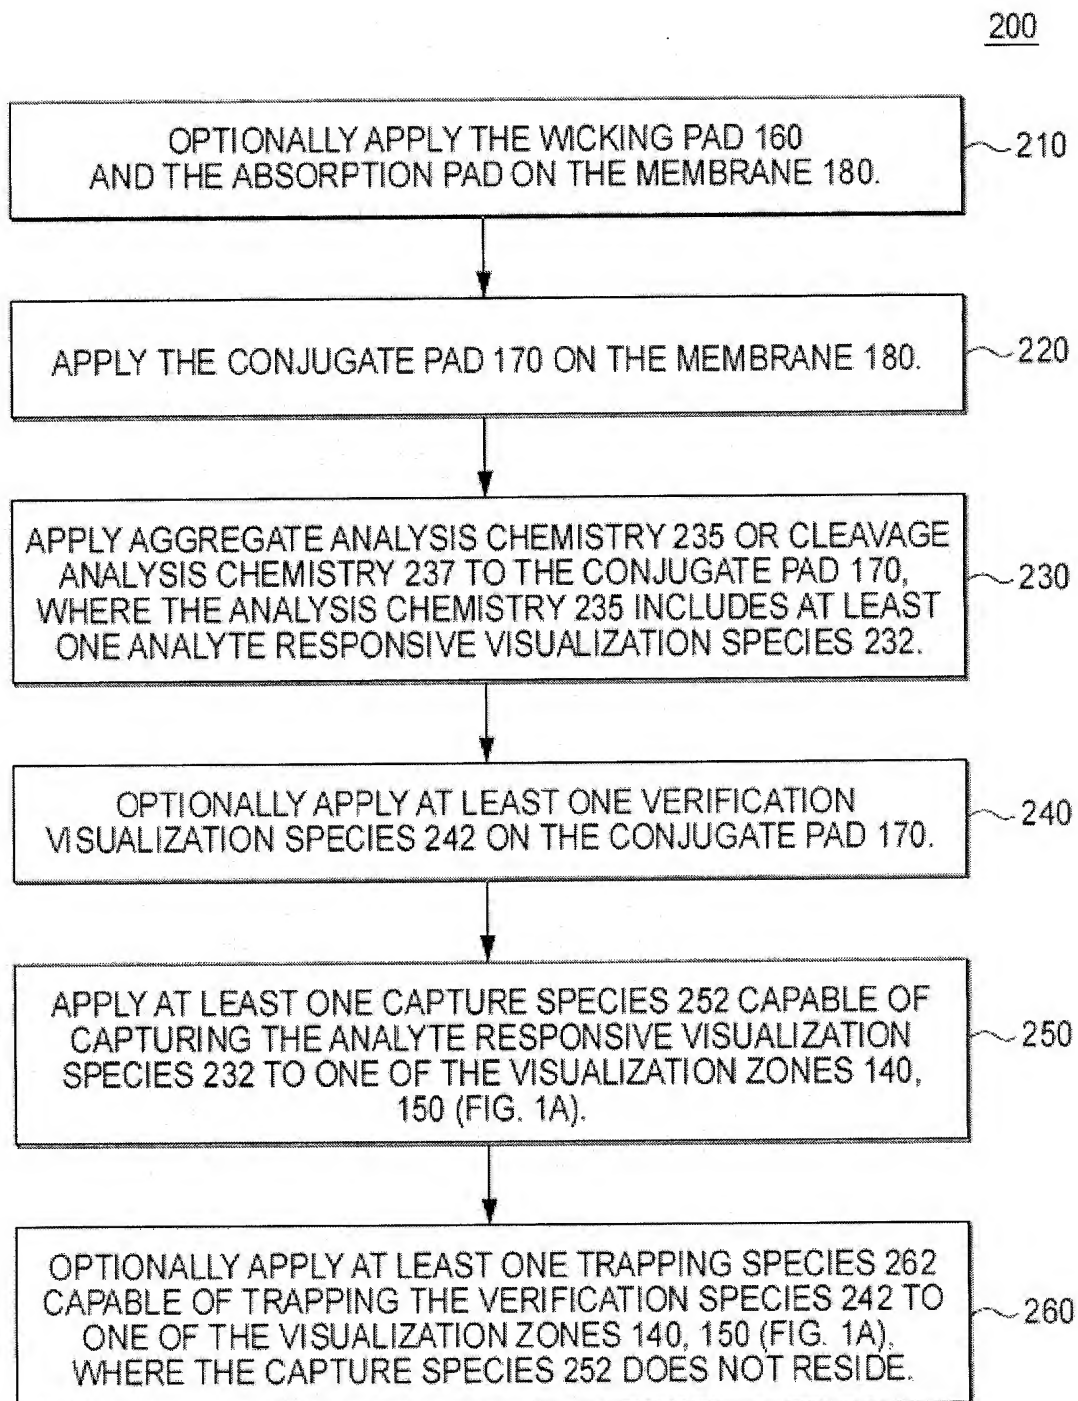 200
OPTIONALLY APPLY THE WICKING PAD 160
AND THE ABSORPTION PAD ON THE MEMBRANE 180.
210
APPLY THE CONJUGATE PAD 170 ON THE MEMBRANE 180.
220
APPLY AGGREGATE ANALYSIS CHEMISTRY 235 OR CLEAVAGE
ANALYSIS CHEMISTRY 237 TO THE CONJUGATE PAD 170,
WHERE THE ANALYSIS CHEMISTRY 235 INCLUDES AT LEAST
ONE ANALYTE RESPONSIVE VISUALIZATION SPECIES 232.
230
OPTIONALLY APPLY AT LEAST ONE VERIFICATION
VISUALIZATION SPECIES 242 ON THE CONJUGATE PAD 170.
240
APPLY AT LEAST ONE CAPTURE SPECIES 252 CAPABLE OF
CAPTURING THE ANALYTE RESPONSIVE VISUALIZATION
SPECIES 232 TO ONE OF THE VISUALIZATION ZONES 140,
150 (FIG. 1A).
250
OPTIONALLY APPLY AT LEAST ONE TRAPPING SPECIES 262
CAPABLE OF TRAPPING THE VERIFICATION SPECIES 242 TO
ONE OF THE VISUALIZATION ZONES 140, 150 (FIG. 1A),
WHERE THE CAPTURE SPECIES 252 DOES NOT RESIDE.
260